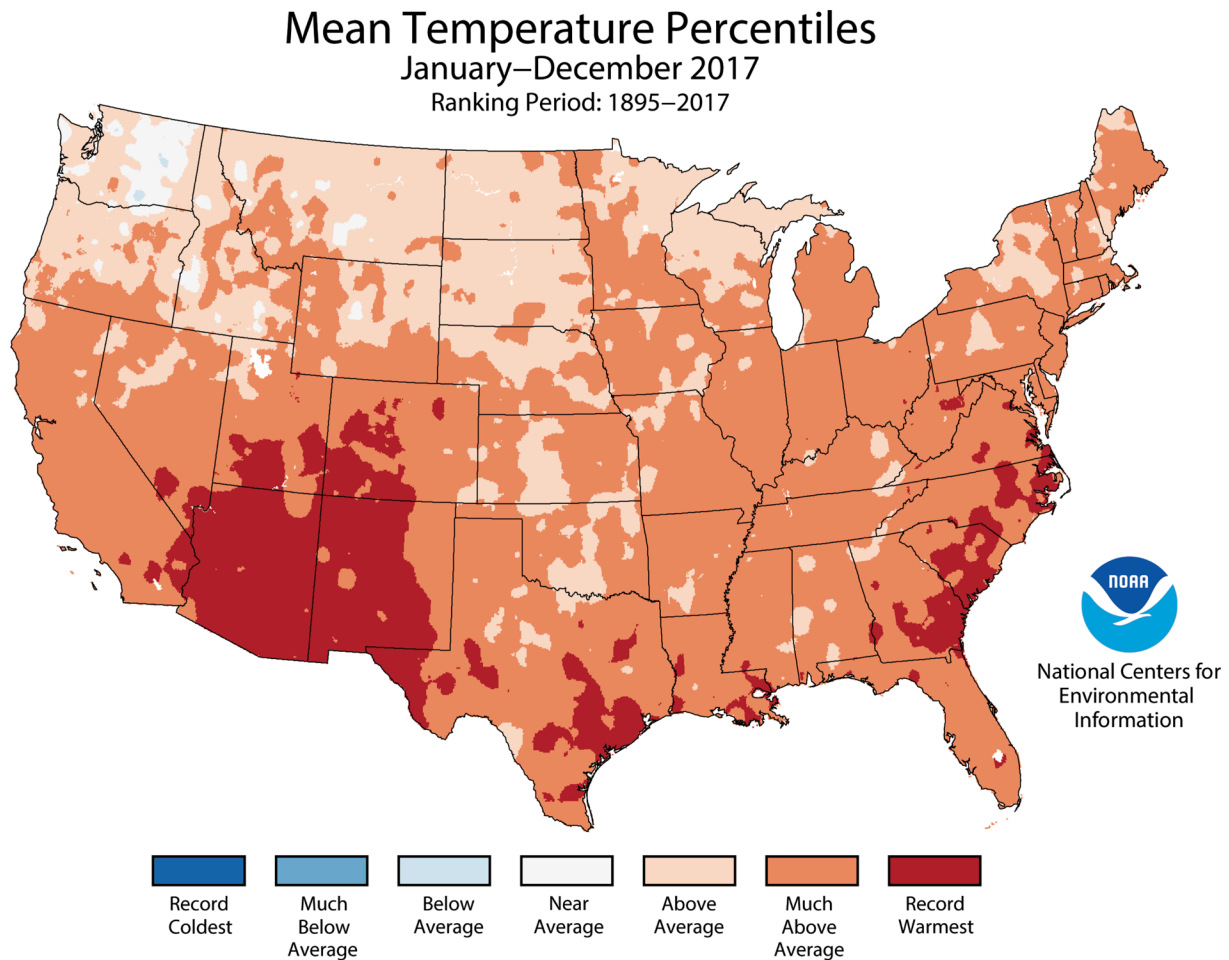 Mean Temperature Percentiles
January–December 2017
Ranking Period: 1895–2017
NOAA
National Centers for
Environmental
Information
Record
Coldest
Much
Below
Average
Below
Average
Near
Average
Above
Average
Much
Above
Average
Record
Warmest